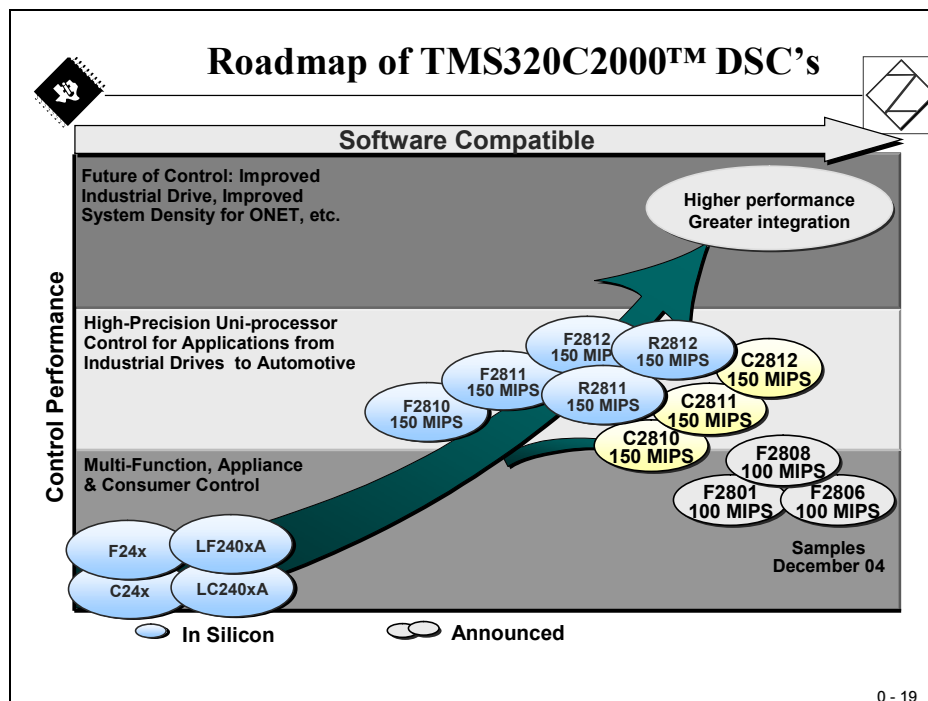 Roadmap of TMS320C2000™ DSC's
Software Compatible
Control Performance
Future of Control: Improved
Industrial Drive, Improved
System Density for ONET, etc.
Higher performance
Greater integration
High-Precision Uni-processor
Control for Applications from
Industrial Drives to Automotive
F2810
150 MIPS
F2811
150 MIPS
F2812
150 MIPS
R2811
150 MIPS
R2812
150 MIPS
C2810
150 MIPS
C2811
150 MIPS
C2812
150 MIPS
Multi-Function, Appliance
& Consumer Control
F2808
100 MIPS
F2801
100 MIPS
F2806
100 MIPS
Samples
December 04
F24x
LF240xA
C24x
LC240xA
In Silicon
Announced
0 - 19